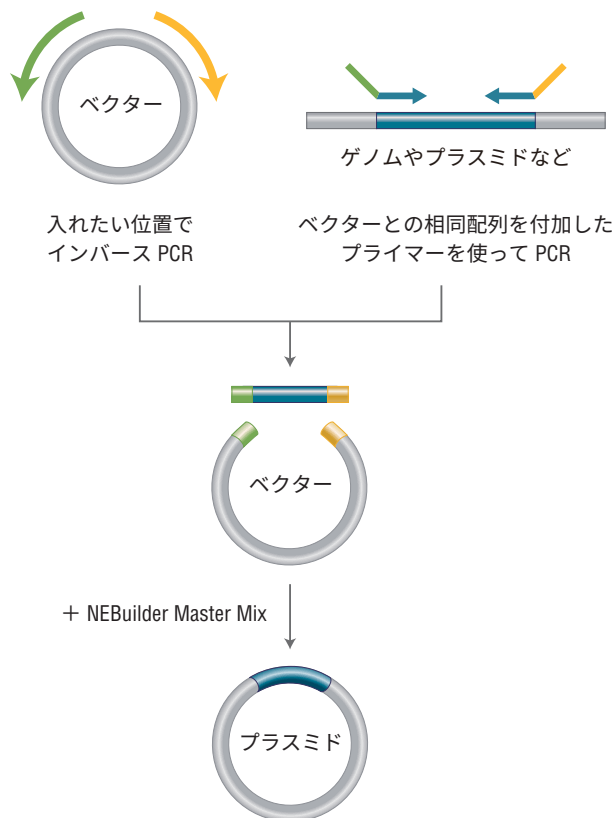 ベクター
ゲノムやプラスミドなど
入れたい位置で
インバース PCR
ベクターとの相同配列を付加した
プライマーを使って PCR
ベクター
＋ NEBuilder Master Mix
プラスミド